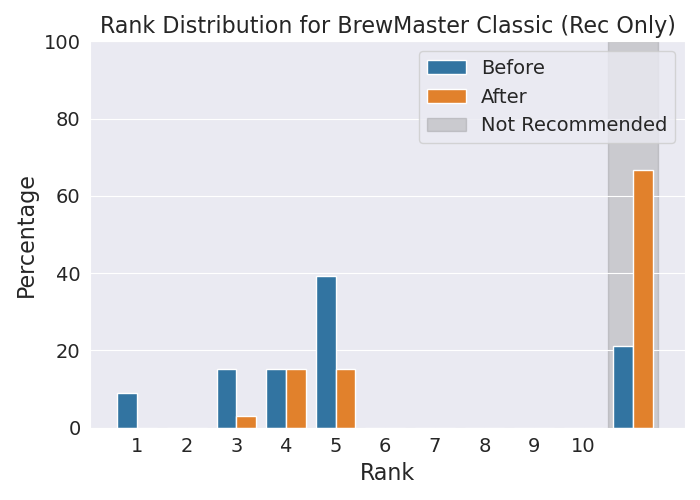 Rank Distribution for BrewMaster Classic (Rec Only)
Percentage
100
80
60
40
20
0
Before
After
Not Recommended
1 2 3 4 5 6 7 8 9 10
Rank